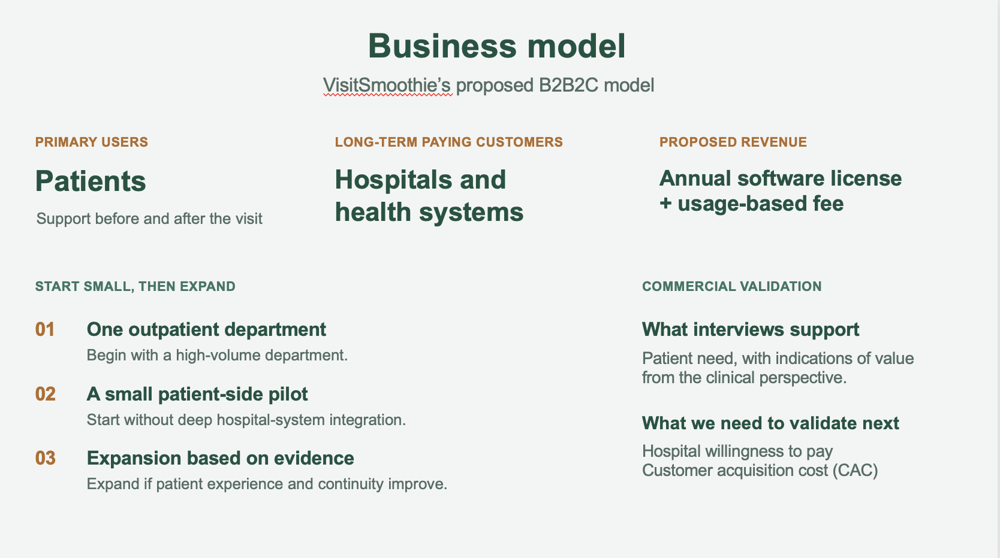 Business model
VisitSmoothie’s proposed B2B2C model
PRIMARY USERS
Patients
Support before and after the visit
LONG-TERM PAYING CUSTOMERS
Hospitals and
health systems
PROPOSED REVENUE
Annual software license
+ usage-based fee
START SMALL, THEN EXPAND
01 One outpatient department
Begin with a high-volume department.
02 A small patient-side pilot
Start without deep hospital-system integration.
03 Expansion based on evidence
Expand if patient experience and continuity improve.
COMMERCIAL VALIDATION
What interviews support
Patient need, with indications of value
from the clinical perspective.
What we need to validate next
Hospital willingness to pay
Customer acquisition cost (CAC)